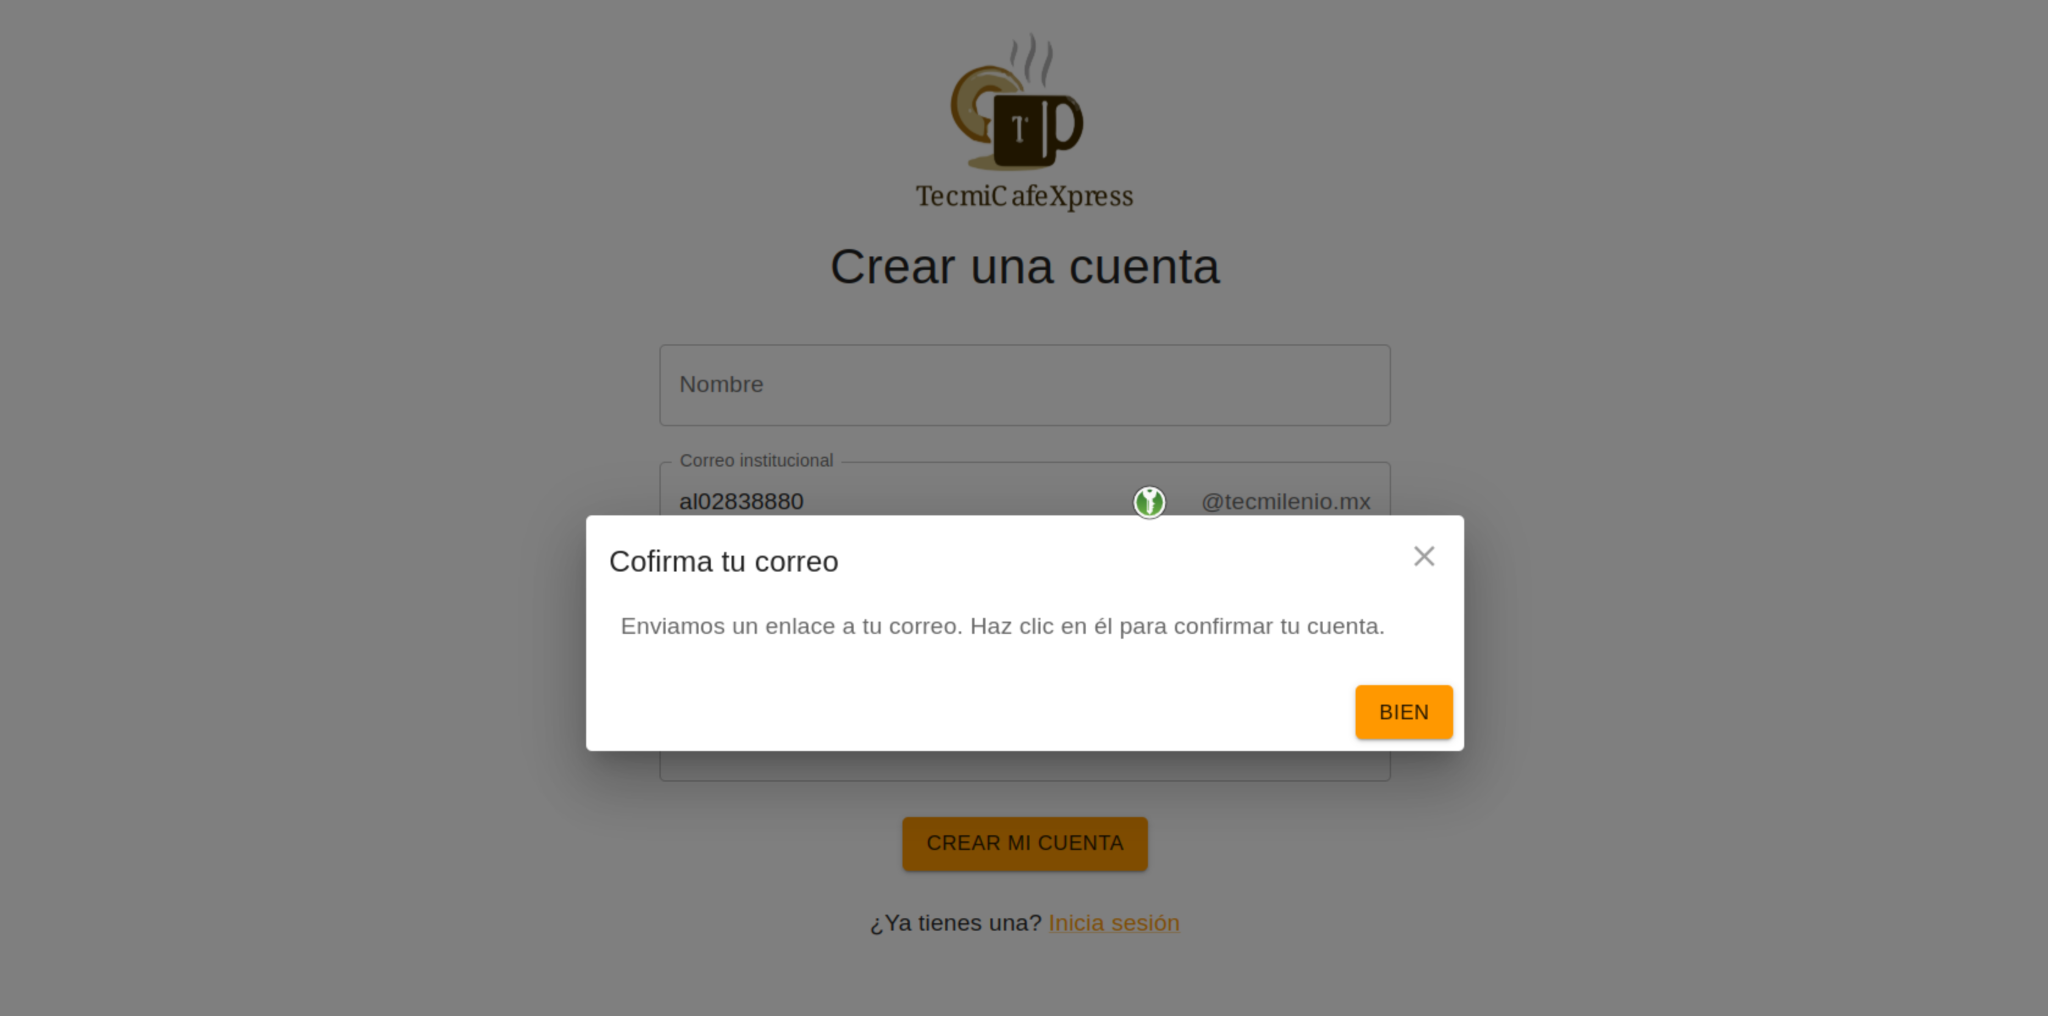 T
TecmiCafeXpress
Crear una cuenta
Nombre
Correo institucional
al02838880
@tecmilenio.mx
Cofirma tu correo
Enviamos un enlace a tu correo. Haz clic en él para confirmar tu cuenta.
BIEN
CREAR MI CUENTA
¿Ya tienes una? Inicia sesión